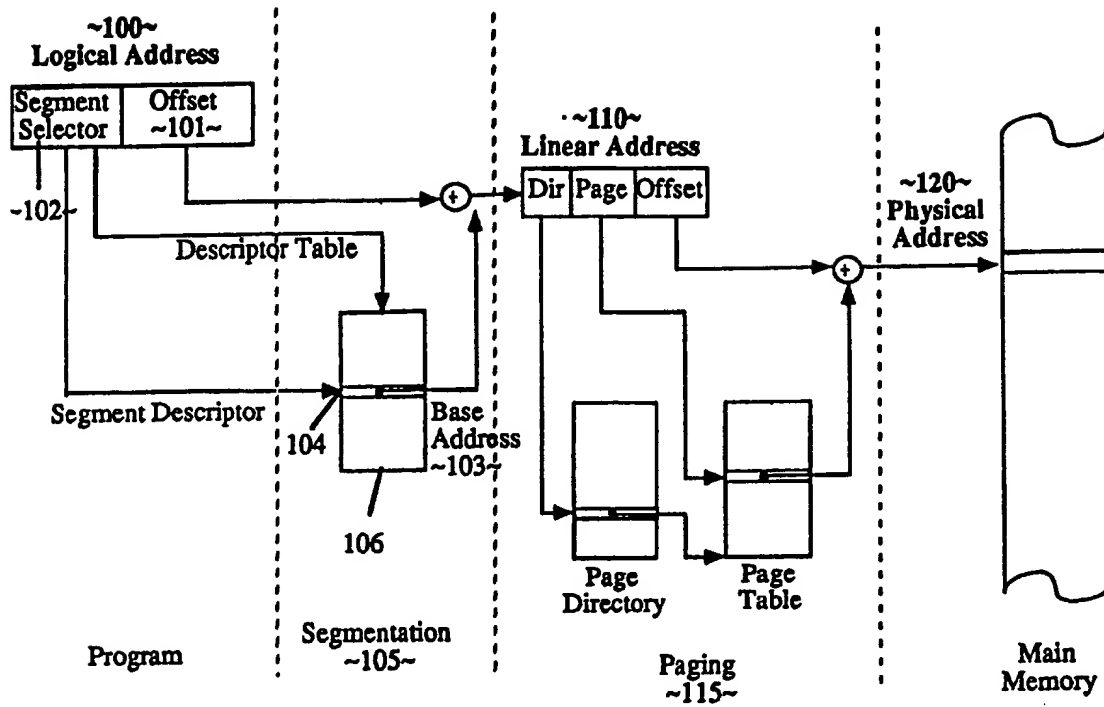 ~100~
Logical Address
Segment
Selector
Offset
~101~
~102~
Descriptor Table
Segment Descriptor
104
Base
Address
~103~
106
·~110~
Linear Address
Dir
Page
Offset
~120~
Physical
Address
Page
Directory
Page
Table
Program
Segmentation
~105~
Paging
~115~
Main
Memory